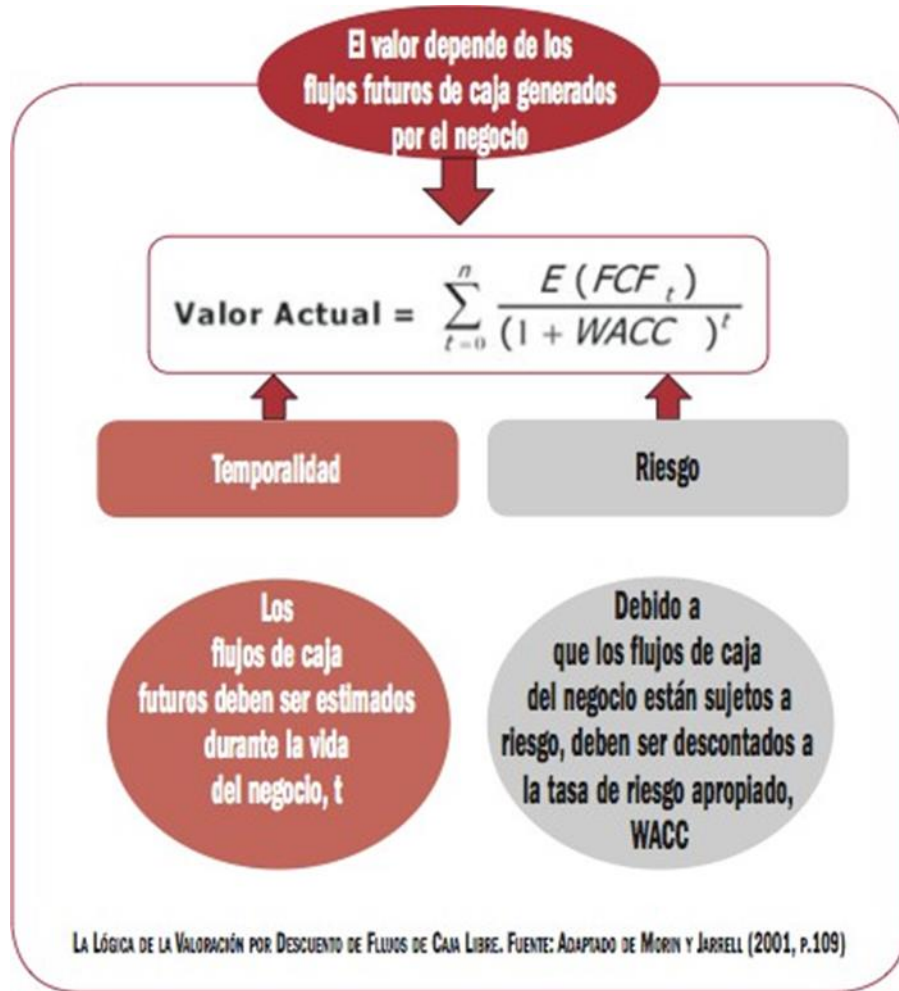 El valor depende de los
flujos futuros de caja generados
por el negocio
Valor Actual = \sum_{t=0}^{n} \frac{E (FCF_t)}{(1 + WACC)^t}
Temporalidad
Riesgo
Los
flujos de caja
futuros deben ser estimados
durante la vida
del negocio, t
Debido a
que los flujos de caja
del negocio están sujetos a
riesgo, deben ser descontados a
la tasa de riesgo apropiado,
WACC
LA LÓGICA DE LA VALORACIÓN POR DESCUENTO DE FLUJOS DE CAJA LIBRE. FUENTE: ADAPTADO DE MORIN Y JARRELL (2001, P.109)